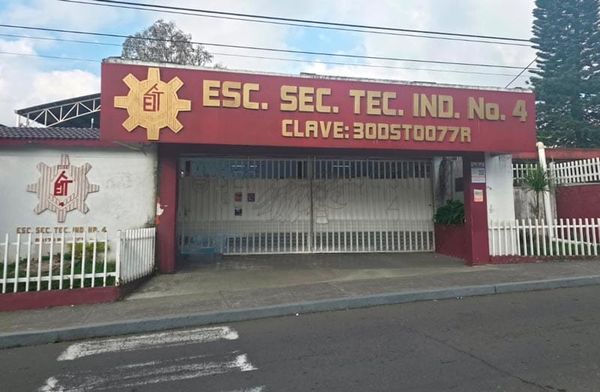 ESC. SEC. TEC. IND. No. 4
CLAVE: 30DST0077R
ESC. SEC. TEC. IND. NO. 4